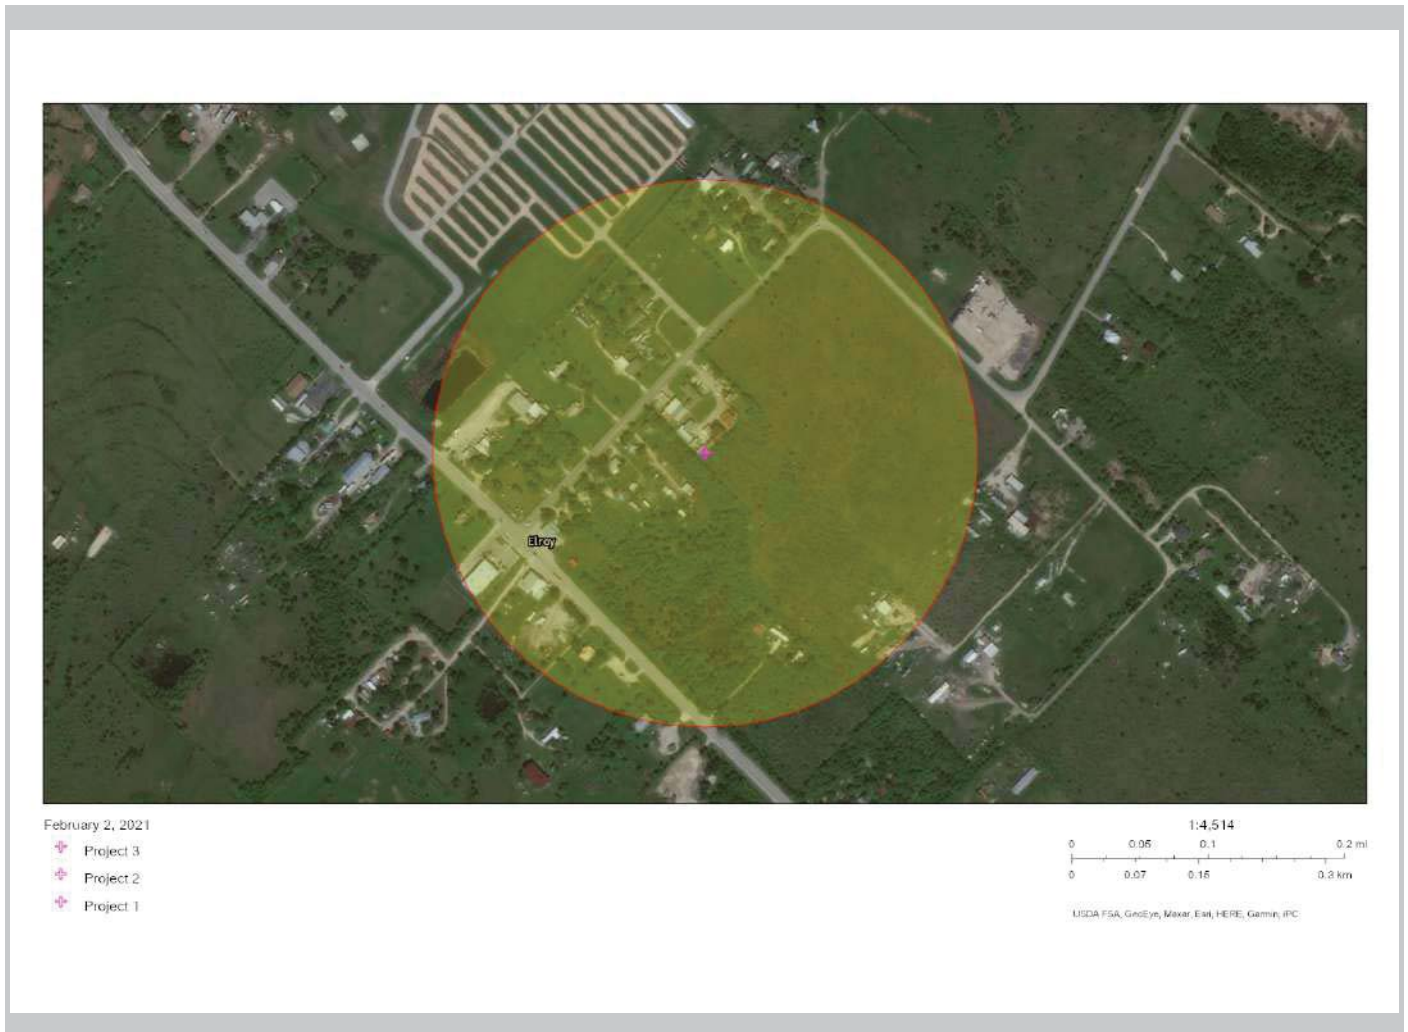 Elroy
February 2, 2021
Project 3
Project 2
Project 1
1:4,514
0 0.05 0.1 0.2 mi
0 0.07 0.15 0.3 km
USDA FSA, GeoEye, Maxar, Esri, HERE, Garmin, iPC